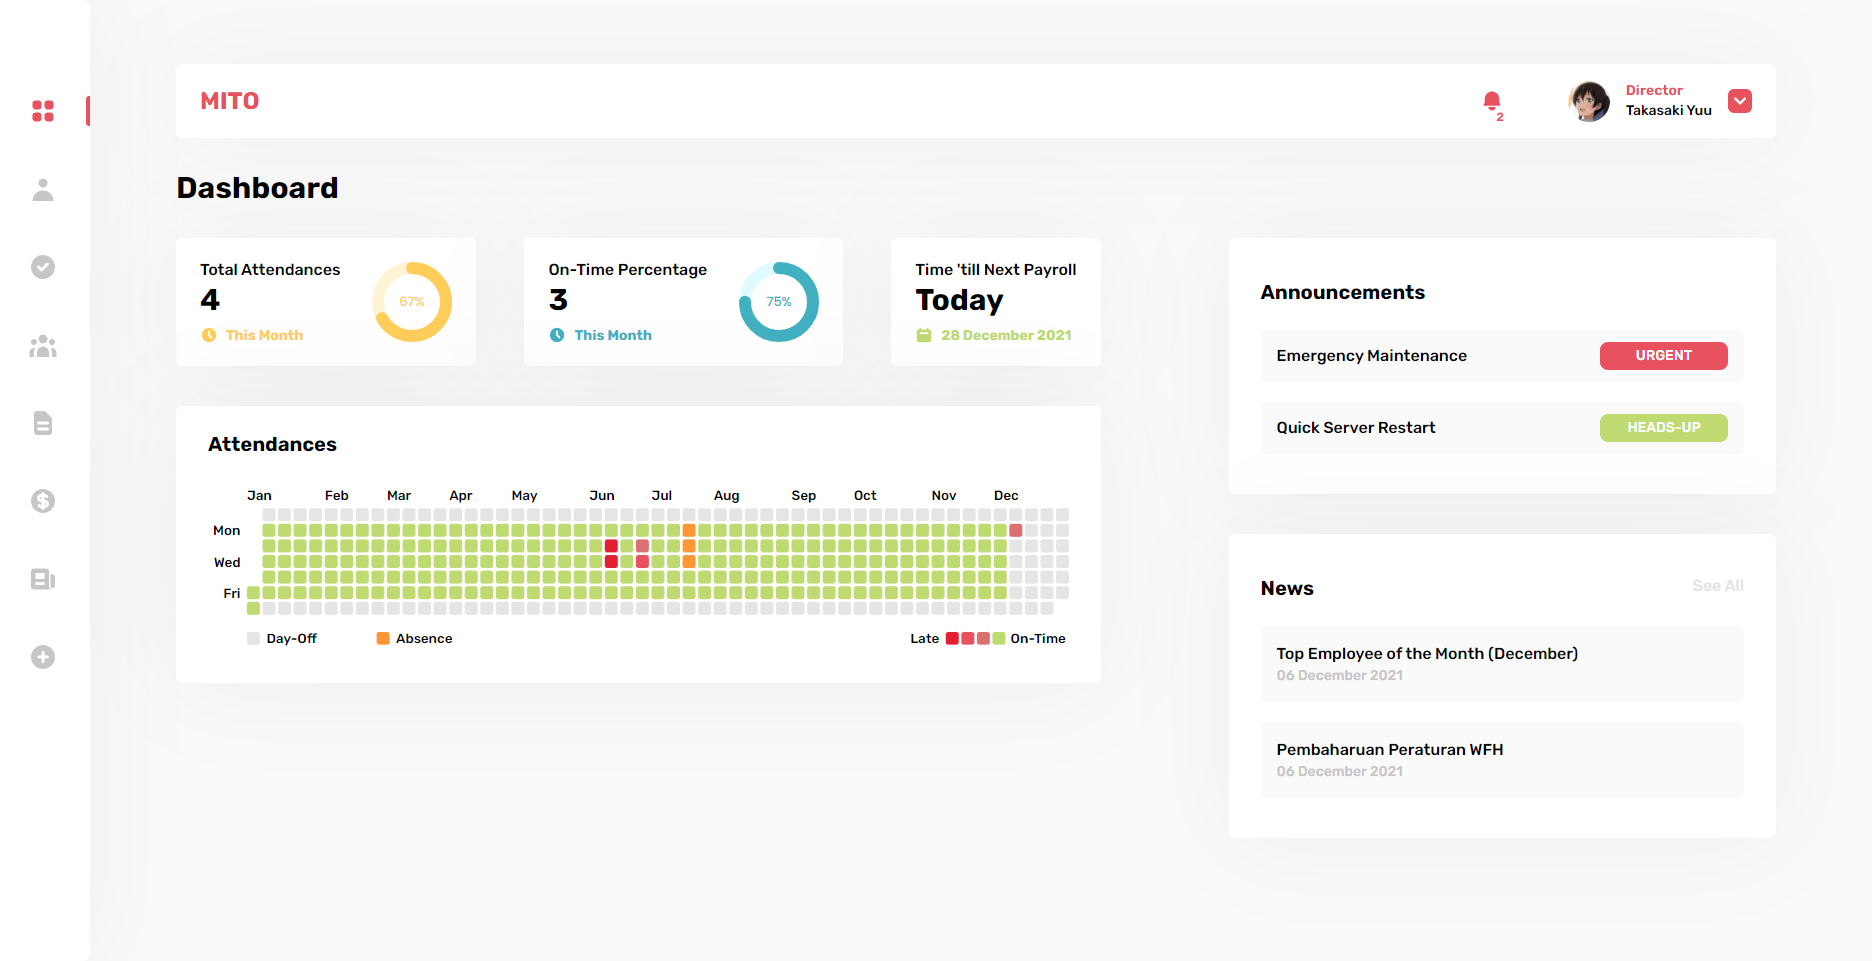 MITO
2
Director
Takasaki Yuu
Dashboard
Total Attendances
4
This Month
67%
On-Time Percentage
3
This Month
75%
Time 'till Next Payroll
Today
28 December 2021
Attendances
Jan Feb Mar Apr May Jun Jul Aug Sep Oct Nov Dec
Mon
Wed
Fri
Day-Off Absence Late On-Time
Announcements
Emergency Maintenance URGENT
Quick Server Restart HEADS-UP
News See All
Top Employee of the Month (December)
06 December 2021
Pembaharuan Peraturan WFH
06 December 2021